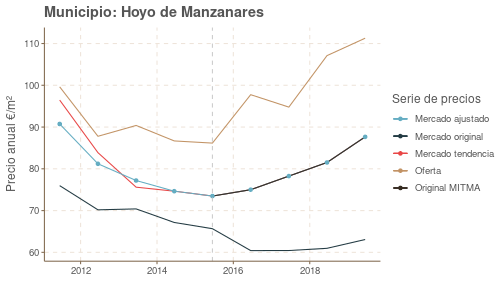 Municipio: Hoyo de Manzanares
Precio anual €/m²
110
100
90
80
70
60
2012
2014
2016
2018
Serie de precios
Mercado ajustado
Mercado original
Mercado tendencia
Oferta
Original MITMA